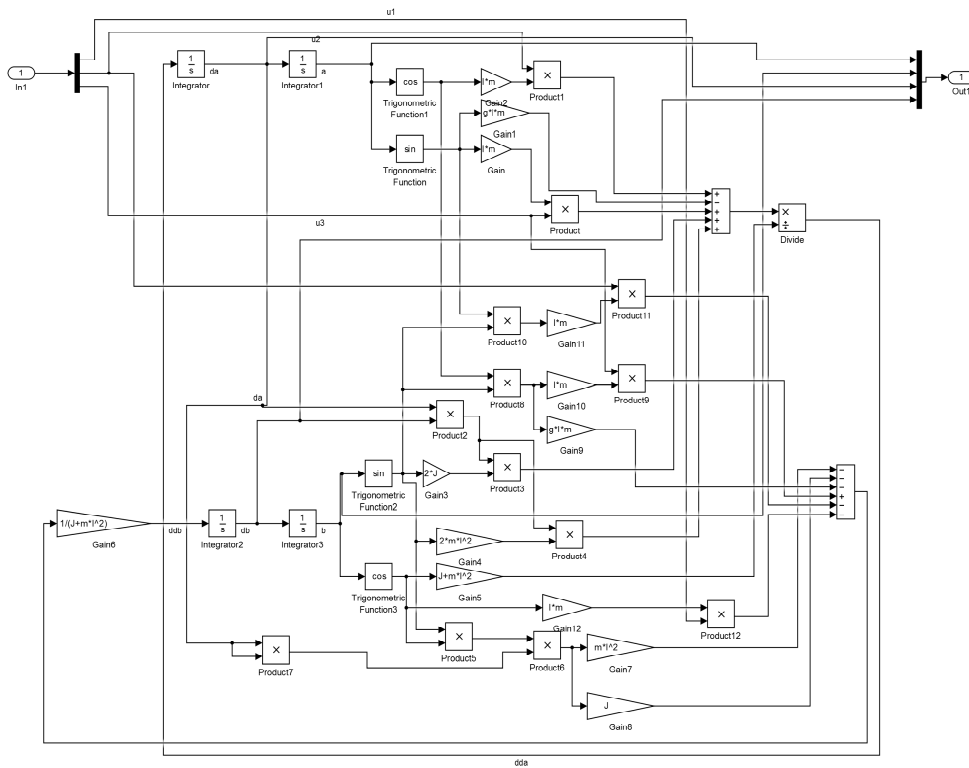 u1
u2
1
In1
1/s
da
Integrator
1/s
a
Integrator1
cos
Trigonometric
Function1
l*m
Gain2
×
Product1
1
Out1
g*l*m
Gain1
sin
Trigonometric
Function
l*m
Gain
×
Product
u3
+
−
+
+
+
×
÷
Divide
×
Product11
×
Product10
l*m
Gain11
×
Product8
l*m
Gain10
×
Product9
da
×
Product2
g*l*m
Gain9
sin
Trigonometric
Function2
2*J
Gain3
×
Product3
−
−
−
+
−
−
1/(J+m*l^2)
Gain6
ddb
1/s
db
Integrator2
1/s
b
Integrator3
2*m*l^2
Gain4
×
Product4
cos
Trigonometric
Function3
J+m*l^2
Gain5
l*m
Gain12
×
Product12
×
Product5
×
Product7
×
Product6
m*l^2
Gain7
J
Gain8
dda